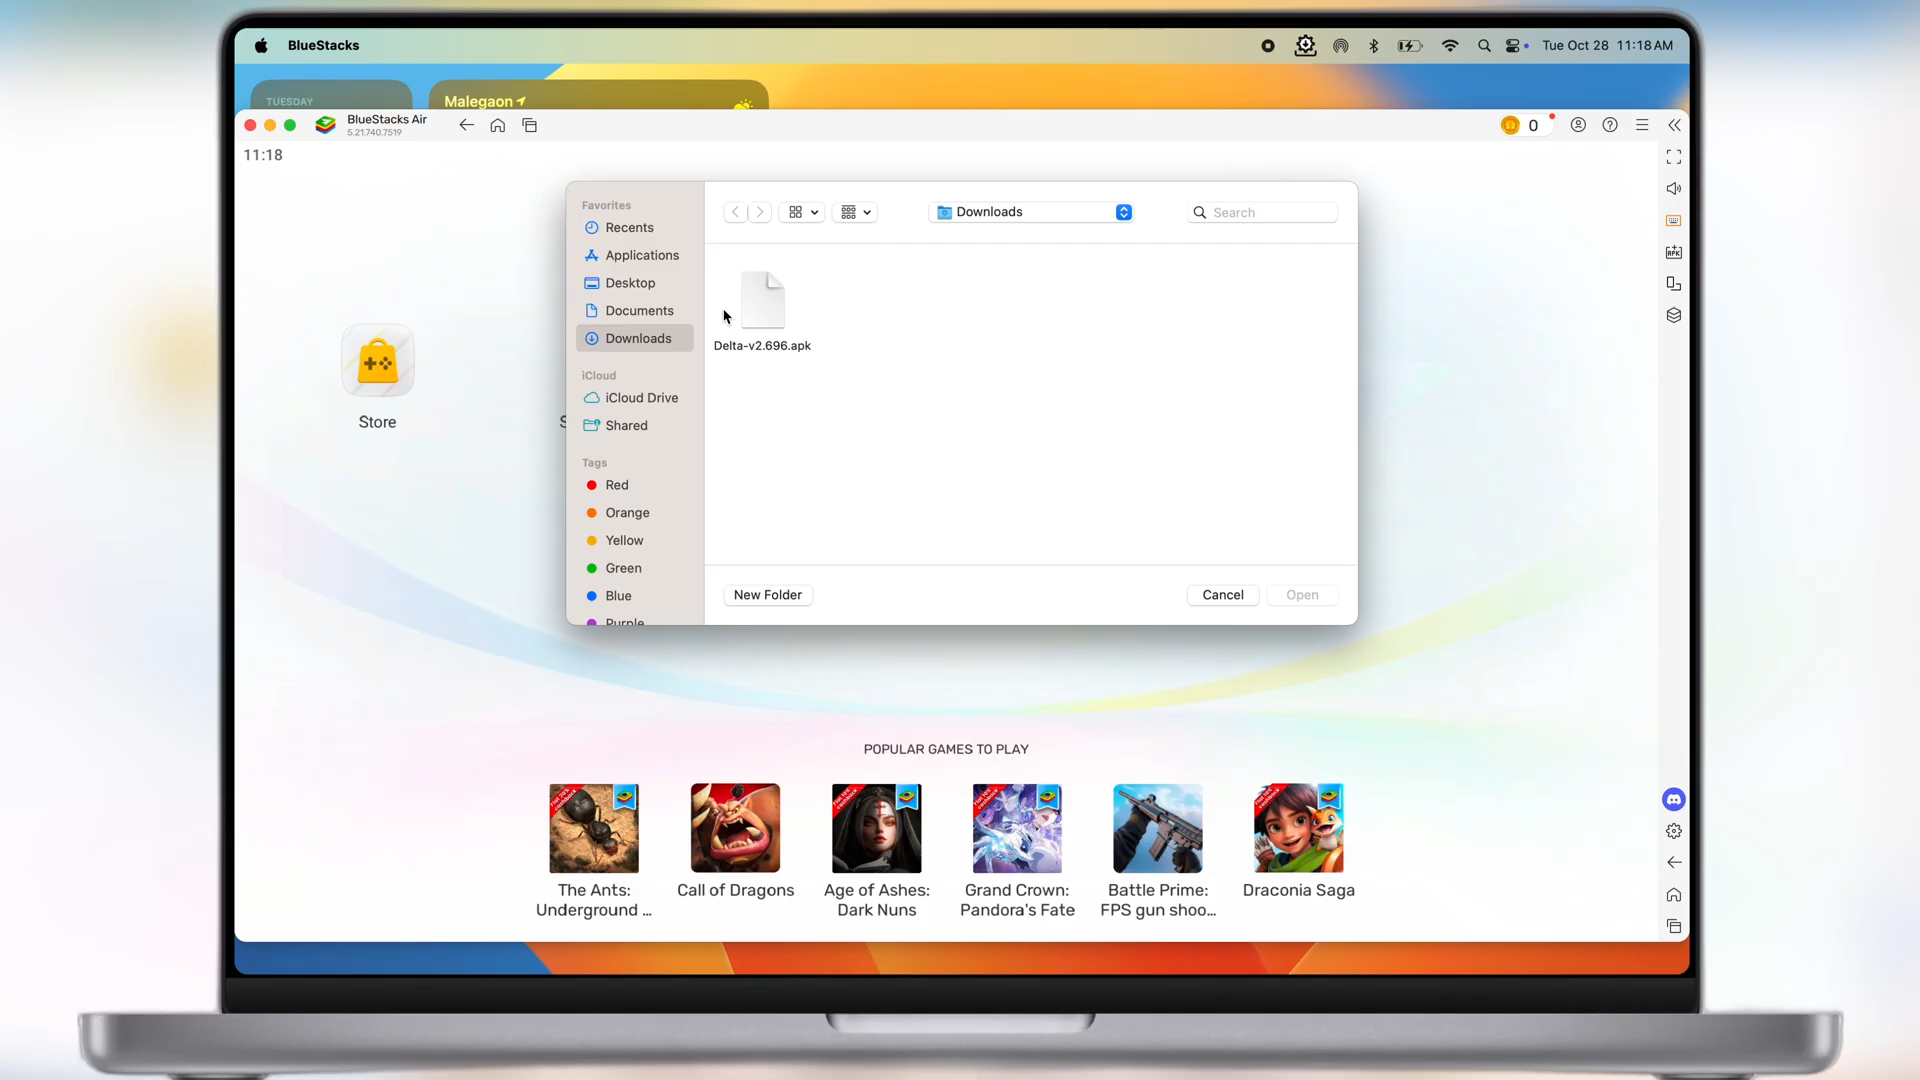 BlueStacks
Tue Oct 28 11:18 AM
TUESDAY
Malegaon
BlueStacks Air
5.21.740.7519
0
11:18
Favorites
Recents
Applications
Desktop
Documents
Downloads
iCloud
iCloud Drive
Shared
Tags
Red
Orange
Yellow
Green
Blue
Purple
Downloads
Search
Delta-v2.696.apk
New Folder
Cancel
Open
APK
Store
S
POPULAR GAMES TO PLAY
The Ants:
Underground ...
Call of Dragons
Age of Ashes:
Dark Nuns
Grand Crown:
Pandora's Fate
Battle Prime:
FPS gun shoo...
Draconia Saga